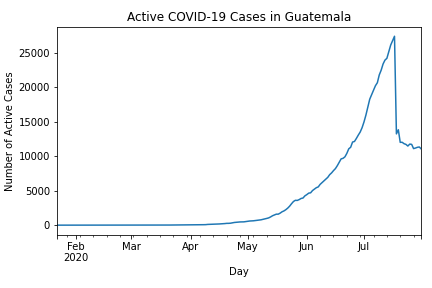 Active COVID-19 Cases in Guatemala
Number of Active Cases
25000
20000
15000
10000
5000
0
Feb Mar Apr May Jun Jul
2020
Day